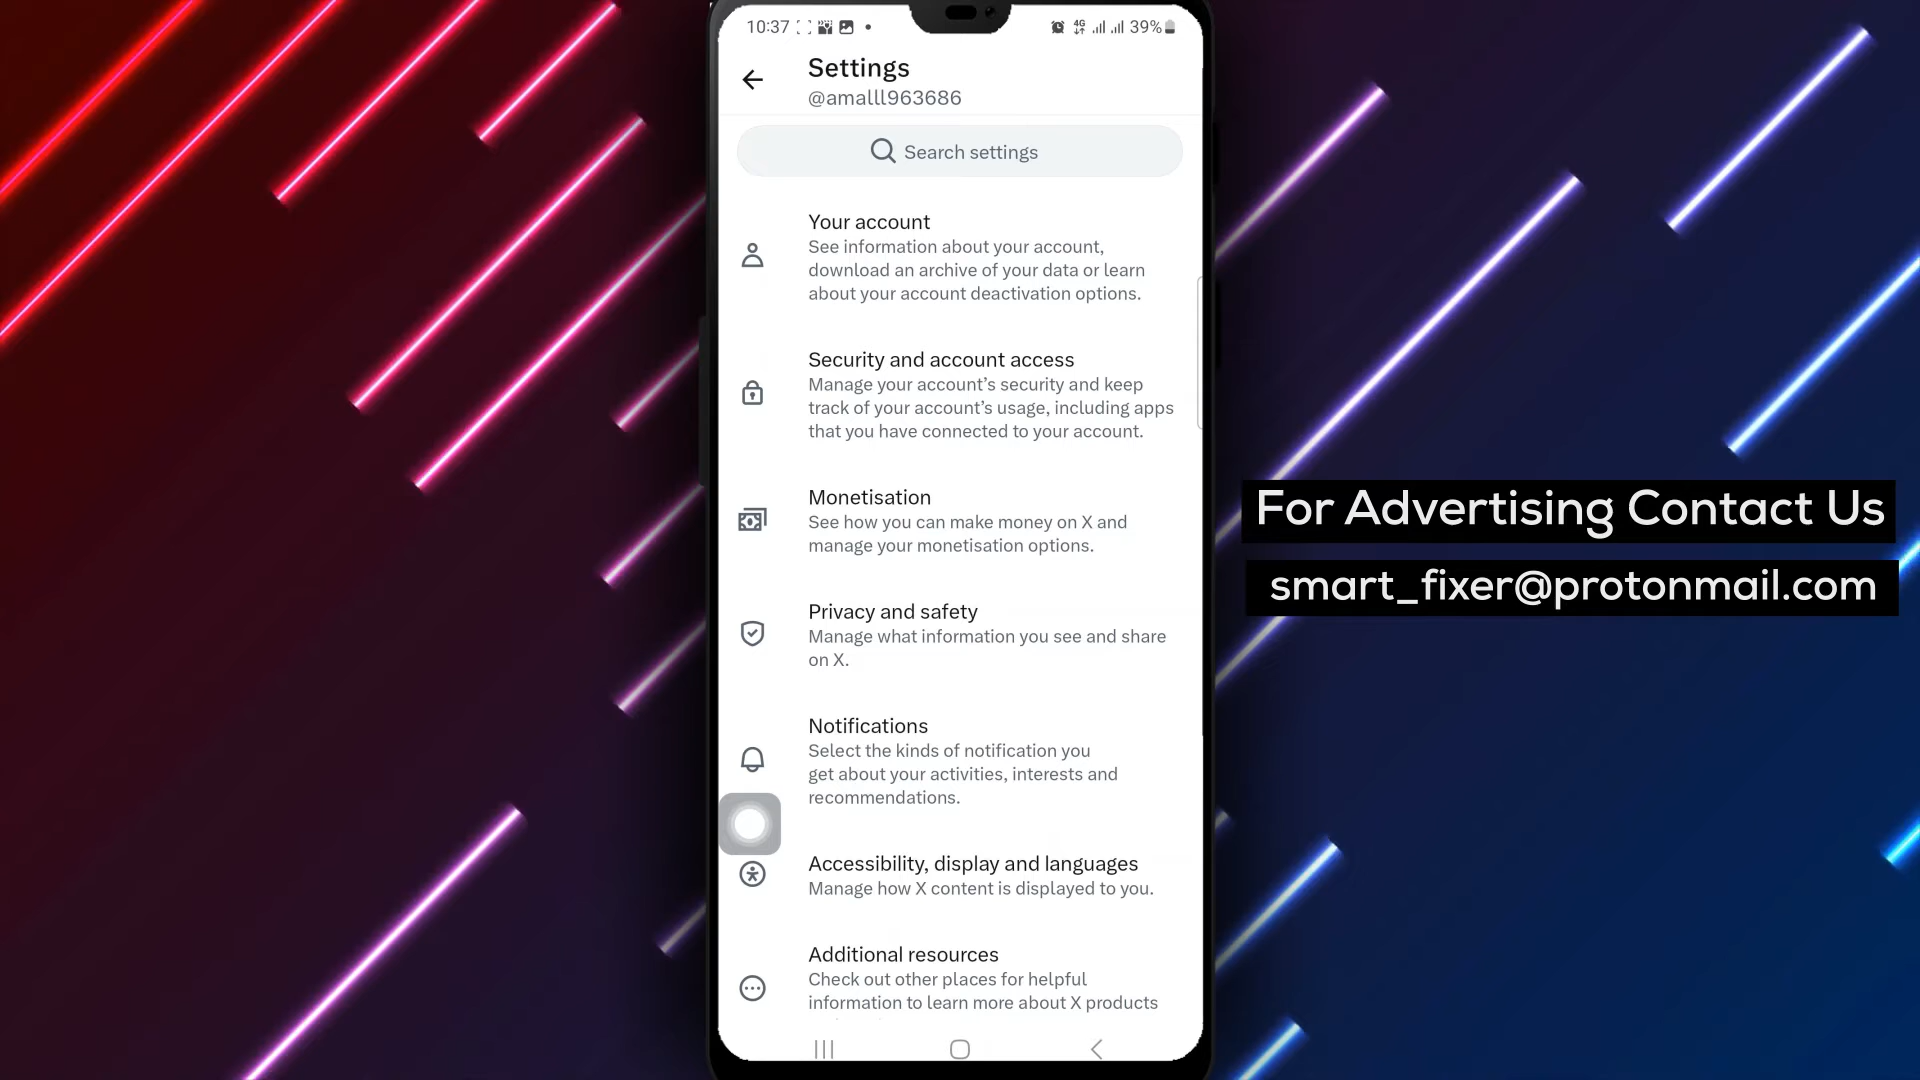 10:37
4G
39%
Settings
@amalll963686
Search settings
Your account
See information about your account,
download an archive of your data or learn
about your account deactivation options.
Security and account access
Manage your account’s security and keep
track of your account’s usage, including apps
that you have connected to your account.
Monetisation
See how you can make money on X and
manage your monetisation options.
Privacy and safety
Manage what information you see and share
on X.
Notifications
Select the kinds of notification you
get about your activities, interests and
recommendations.
Accessibility, display and languages
Manage how X content is displayed to you.
Additional resources
Check out other places for helpful
information to learn more about X products
For Advertising Contact Us
smart_fixer@protonmail.com